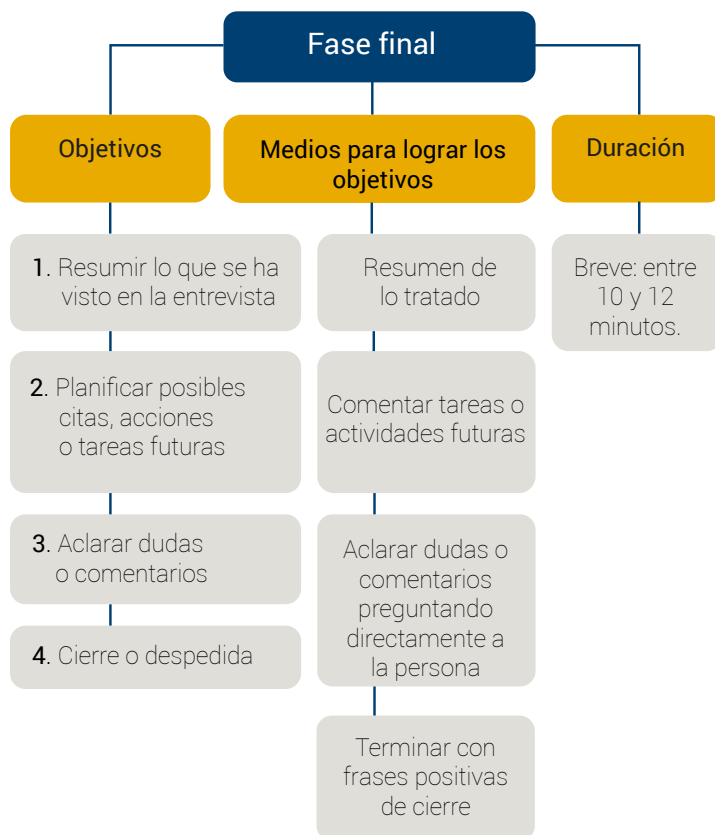 Fase final
Objetivos
1. Resumir lo que se ha
visto en la entrevista
2. Planificar posibles
citas, acciones
o tareas futuras
3. Aclarar dudas
o comentarios
4. Cierre o despedida
Medios para lograr los
objetivos
Resumen de
lo tratado
Comentar tareas o
actividades futuras
Aclarar dudas o
comentarios
preguntando
directamente a
la persona
Terminar con
frases positivas
de cierre
Duración
Breve: entre
10 y 12
minutos.